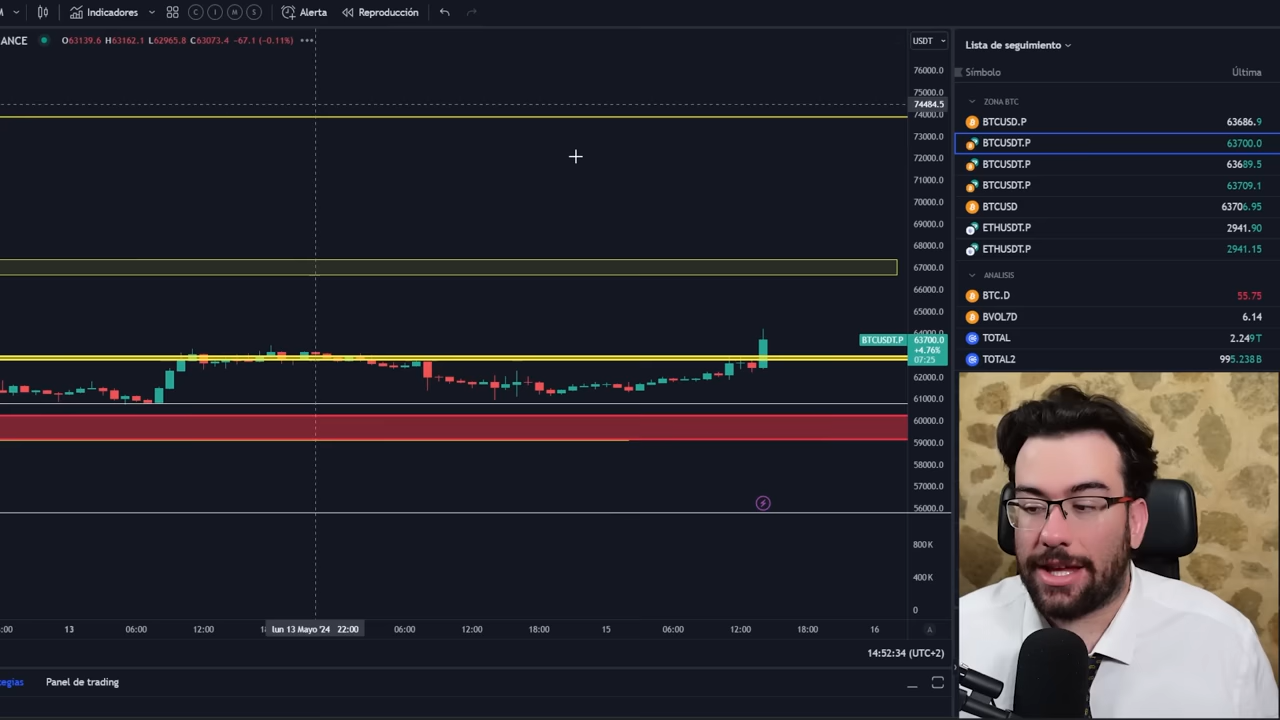 M Indicadores C I M S Alerta Reproducción
ANCE O63139.6 H63162.1 L62965.8 C63073.4 -67.1 (-0.11%)
USDT
76000.0
75000.0
74484.5
74000.0
73000.0
72000.0
71000.0
70000.0
69000.0
68000.0
67000.0
66000.0
65000.0
64000.0
BTCUSDT.P 63700.0
+4.76%
07:25
62000.0
61000.0
60000.0
59000.0
58000.0
57000.0
56000.0
800 K
400 K
0
:00 13 06:00 12:00 lun 13 Mayo '24 22:00 06:00 12:00 18:00 15 06:00 12:00 18:00 16 A
14:52:34 (UTC+2)
tegias Panel de trading
Lista de seguimiento
Símbolo Última
ZONA BTC
BTCUSD.P 63686.9
BTCUSDT.P 63700.0
BTCUSDT.P 63689.5
BTCUSDT.P 63709.1
BTCUSD 63706.95
ETHUSDT.P 2941.90
ETHUSDT.P 2941.15
ANALISIS
BTC.D 55.75
BVOL7D 6.14
TOTAL 2.249T
TOTAL2 995.238B